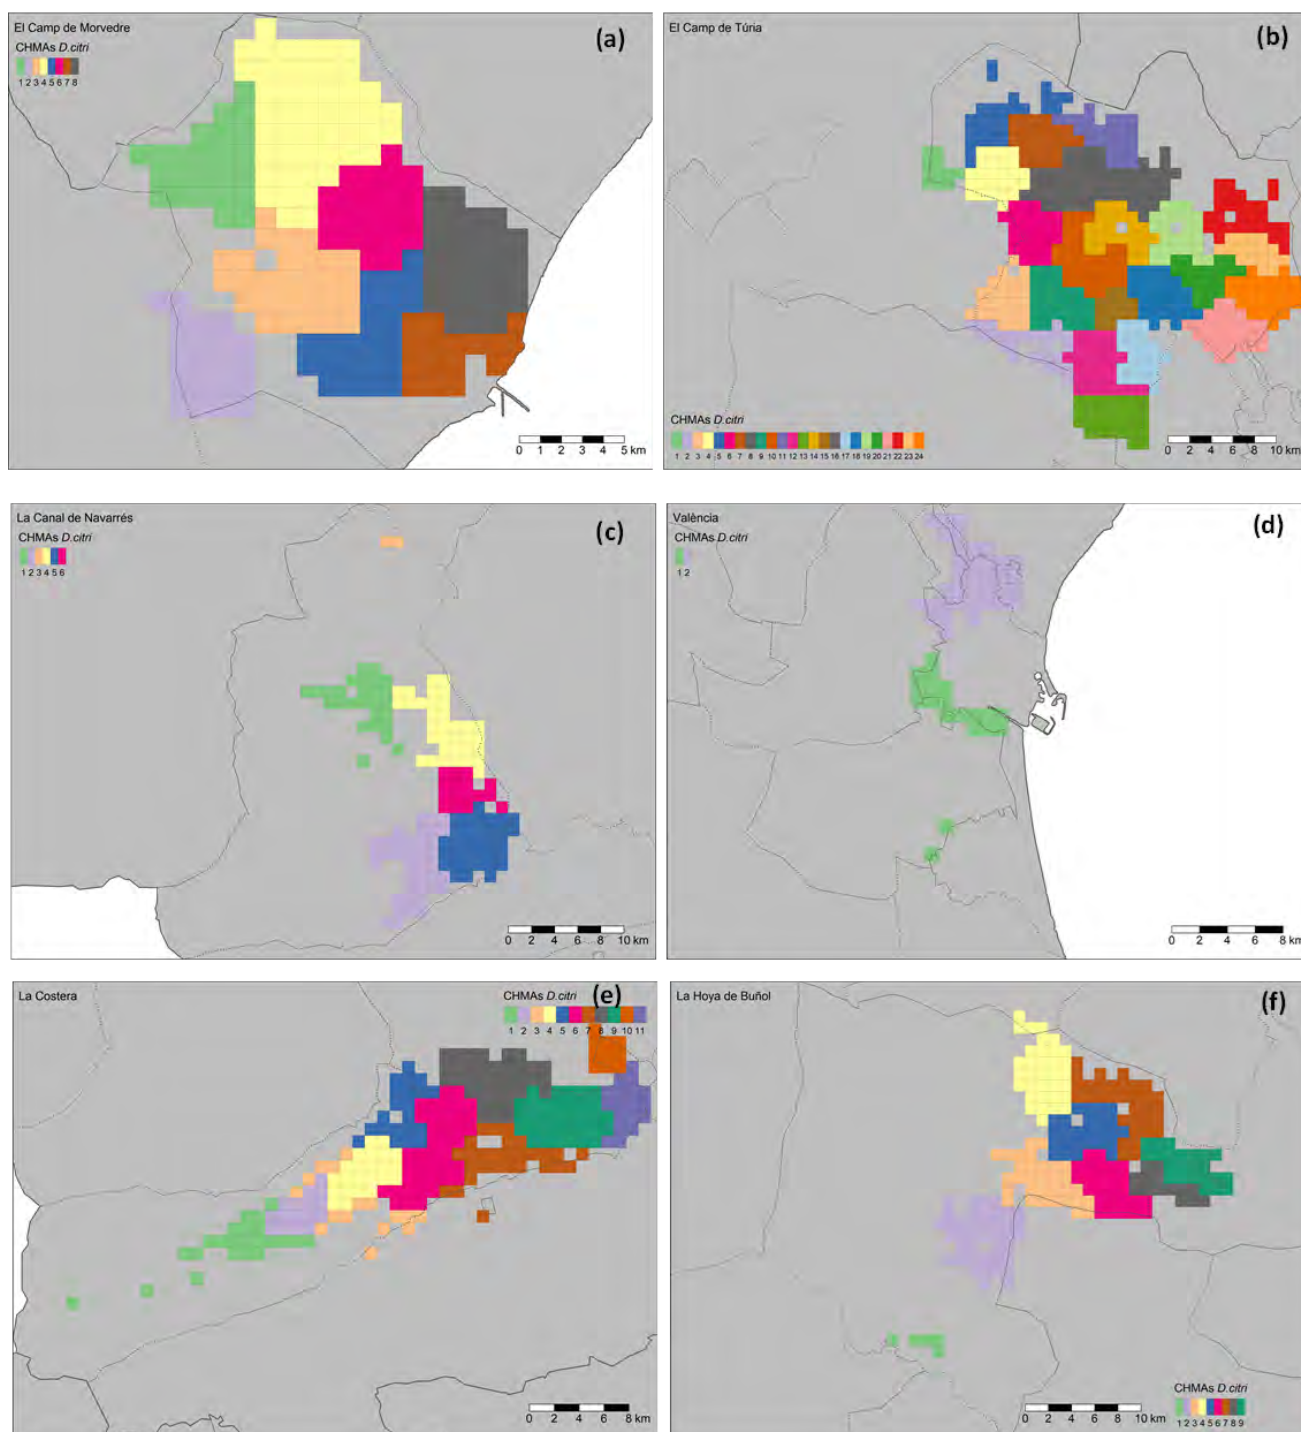 El Camp de Morvedre
(a)
CHMAs D.citri
1 2 3 4 5 6 7 8
0 1 2 3 4 5 km
El Camp de Túria
(b)
CHMAs D.citri
1 2 3 4 5 6 7 8 9 10 11 12 13 14 15 16 17 18 19 20 21 22 23 24
0 2 4 6 8 10 km
La Canal de Navarrés
(c)
CHMAs D.citri
1 2 3 4 5 6
0 2 4 6 8 10 km
València
(d)
CHMAs D.citri
1 2
0 2 4 6 8 km
La Costera
CHMAs D.citri
(e)
1 2 3 4 5 6 7 8 9 10 11
0 2 4 6 8 km
La Hoya de Buñol
(f)
CHMAs D.citri
1 2 3 4 5 6 7 8 9
0 2 4 6 8 10 km